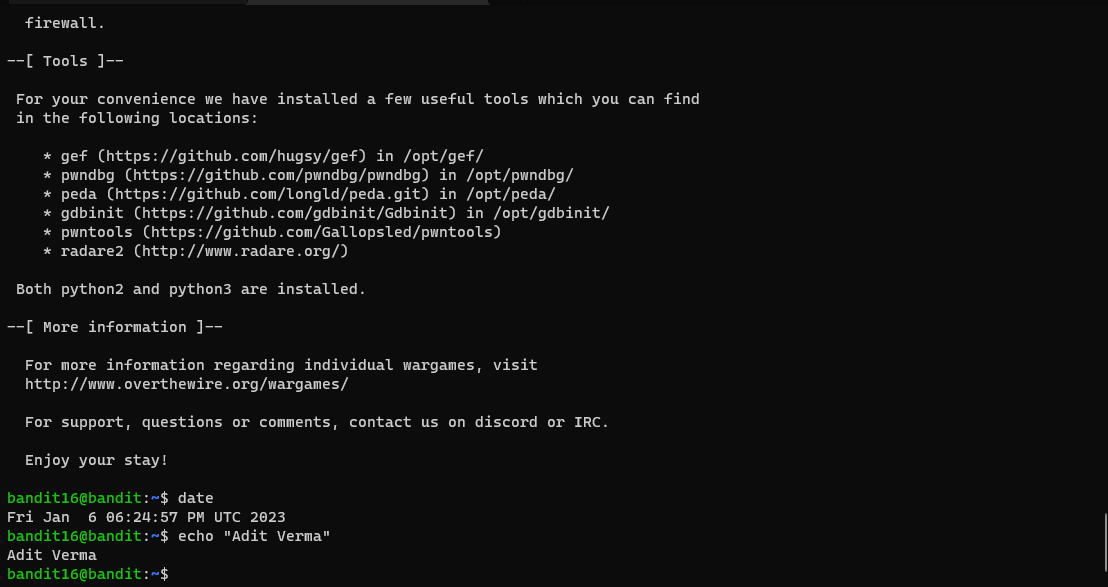 firewall.
--[ Tools ]--
For your convenience we have installed a few useful tools which you can find
in the following locations:
* gef (https://github.com/hugsy/gef) in /opt/gef/
* pwndbg (https://github.com/pwndbg/pwndbg) in /opt/pwndbg/
* peda (https://github.com/longld/peda.git) in /opt/peda/
* gdbinit (https://github.com/gdbinit/Gdbinit) in /opt/gdbinit/
* pwntools (https://github.com/Gallopsled/pwntools)
* radare2 (http://www.radare.org/)
Both python2 and python3 are installed.
--[ More information ]--
For more information regarding individual wargames, visit
http://www.overthewire.org/wargames/
For support, questions or comments, contact us on discord or IRC.
Enjoy your stay!
bandit16@bandit:~$ date
Fri Jan  6 06:24:57 PM UTC 2023
bandit16@bandit:~$ echo "Adit Verma"
Adit Verma
bandit16@bandit:~$